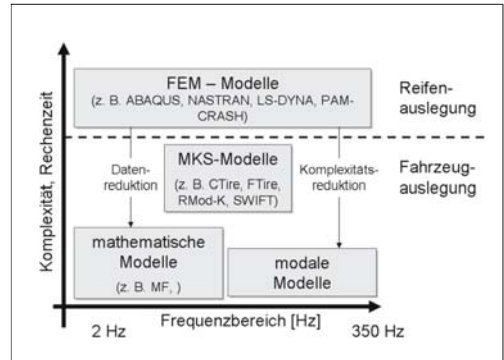 FEM – Modelle
(z. B. ABAQUS, NASTRAN, LS-DYNA, PAM-
CRASH)
Reifen-
auslegung
Daten-
reduktion
MKS-Modelle
(z. B. CTire, FTire,
RMod-K, SWIFT)
Komplexitäts-
reduktion
Fahrzeug-
auslegung
mathematische
Modelle
(z. B. MF, )
modale
Modelle
Komplexität, Rechenzeit
2 Hz
Frequenzbereich [Hz]
350 Hz